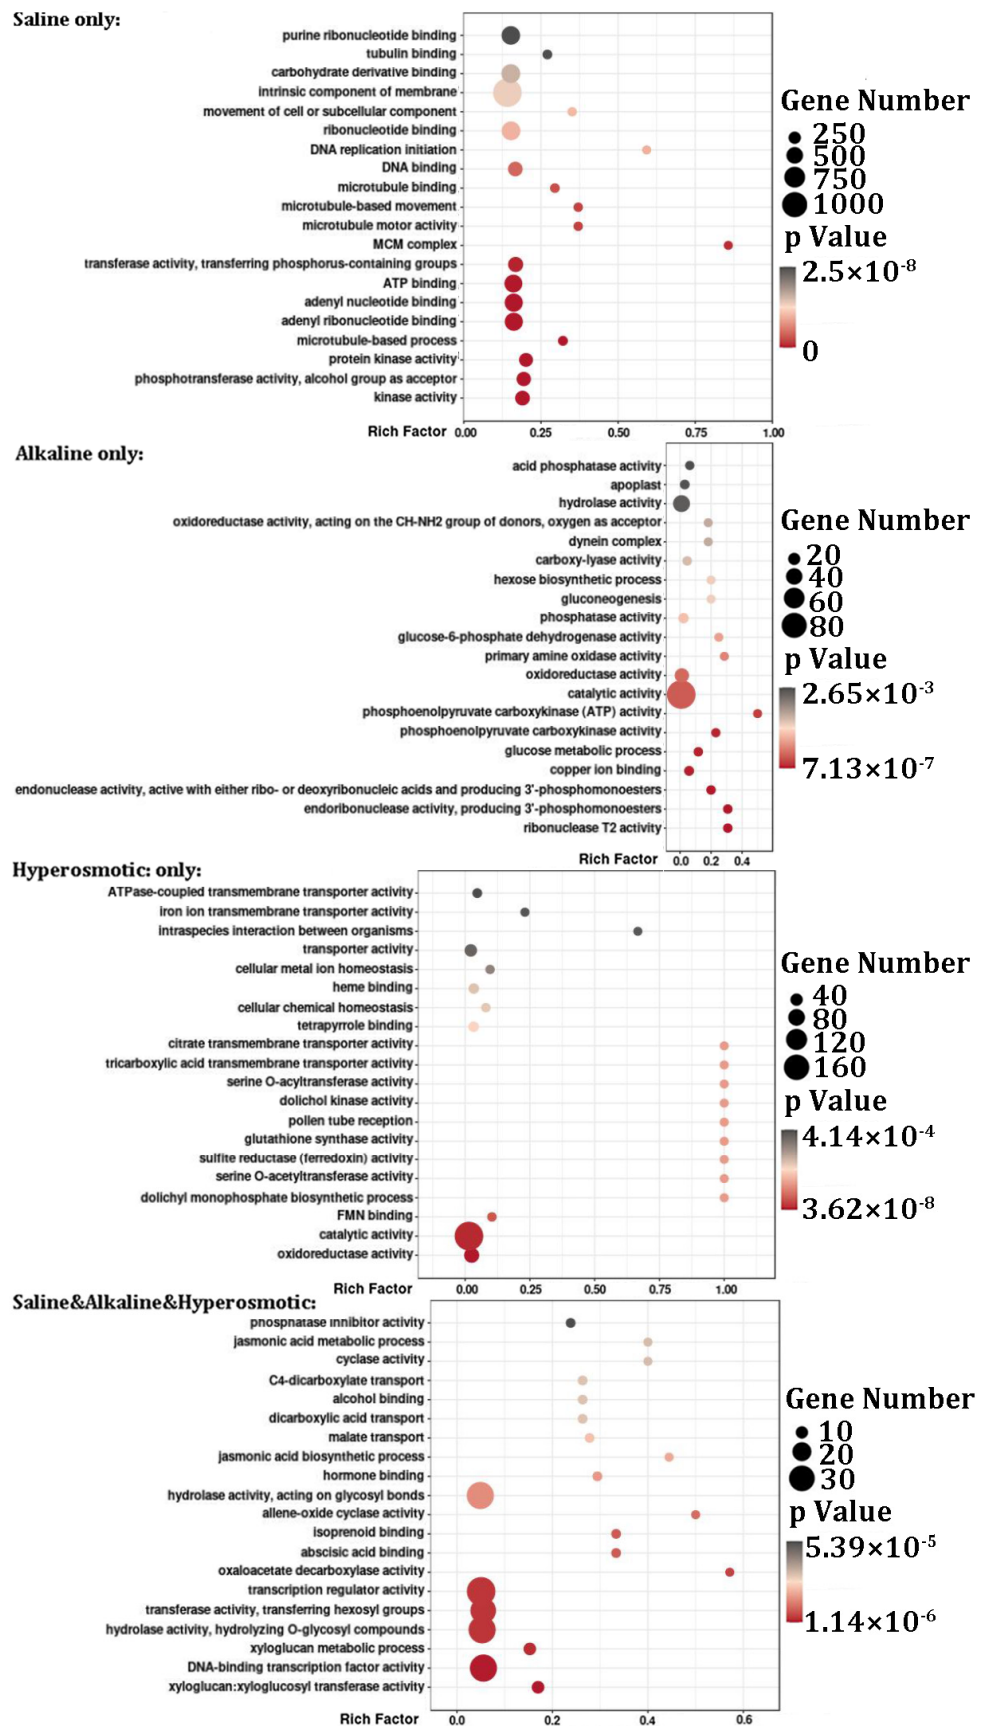 Saline only:
purine ribonucleotide binding
tubulin binding
carbohydrate derivative binding
intrinsic component of membrane
movement of cell or subcellular component
ribonucleotide binding
DNA replication initiation
DNA binding
microtubule binding
microtubule-based movement
microtubule motor activity
MCM complex
transferase activity, transferring phosphorus-containing groups
ATP binding
adenyl nucleotide binding
adenyl ribonucleotide binding
microtubule-based process
protein kinase activity
phosphotransferase activity, alcohol group as acceptor
kinase activity
Rich Factor 0.00 0.25 0.50 0.75 1.00
Gene Number
250
500
750
1000
p Value
2.5×10-8
0
Alkaline only:
acid phosphatase activity
apoplast
hydrolase activity
oxidoreductase activity, acting on the CH-NH2 group of donors, oxygen as acceptor
dynein complex
carboxy-lyase activity
hexose biosynthetic process
gluconeogenesis
phosphatase activity
glucose-6-phosphate dehydrogenase activity
primary amine oxidase activity
oxidoreductase activity
catalytic activity
phosphoenolpyruvate carboxykinase (ATP) activity
phosphoenolpyruvate carboxykinase activity
glucose metabolic process
copper ion binding
endonuclease activity, active with either ribo- or deoxyribonucleic acids and producing 3'-phosphomonoesters
endoribonuclease activity, producing 3'-phosphomonoesters
ribonuclease T2 activity
Rich Factor 0.0 0.2 0.4
Gene Number
20
40
60
80
p Value
2.65×10-3
7.13×10-7
Hyperosmotic: only:
ATPase-coupled transmembrane transporter activity
iron ion transmembrane transporter activity
intraspecies interaction between organisms
transporter activity
cellular metal ion homeostasis
heme binding
cellular chemical homeostasis
tetrapyrrole binding
citrate transmembrane transporter activity
tricarboxylic acid transmembrane transporter activity
serine O-acyltransferase activity
dolichol kinase activity
pollen tube reception
glutathione synthase activity
sulfite reductase (ferredoxin) activity
serine O-acetyltransferase activity
dolichyl monophosphate biosynthetic process
FMN binding
catalytic activity
oxidoreductase activity
Rich Factor 0.00 0.25 0.50 0.75 1.00
Gene Number
40
80
120
160
p Value
4.14×10-4
3.62×10-8
Saline&Alkaline&Hyperosmotic:
phosphatase inhibitor activity
jasmonic acid metabolic process
cyclase activity
C4-dicarboxylate transport
alcohol binding
dicarboxylic acid transport
malate transport
jasmonic acid biosynthetic process
hormone binding
hydrolase activity, acting on glycosyl bonds
allene-oxide cyclase activity
isoprenoid binding
abscisic acid binding
oxaloacetate decarboxylase activity
transcription regulator activity
transferase activity, transferring hexosyl groups
hydrolase activity, hydrolyzing O-glycosyl compounds
xyloglucan metabolic process
DNA-binding transcription factor activity
xyloglucan:xyloglucosyl transferase activity
Rich Factor 0.0 0.2 0.4 0.6
Gene Number
10
20
30
p Value
5.39×10-5
1.14×10-6